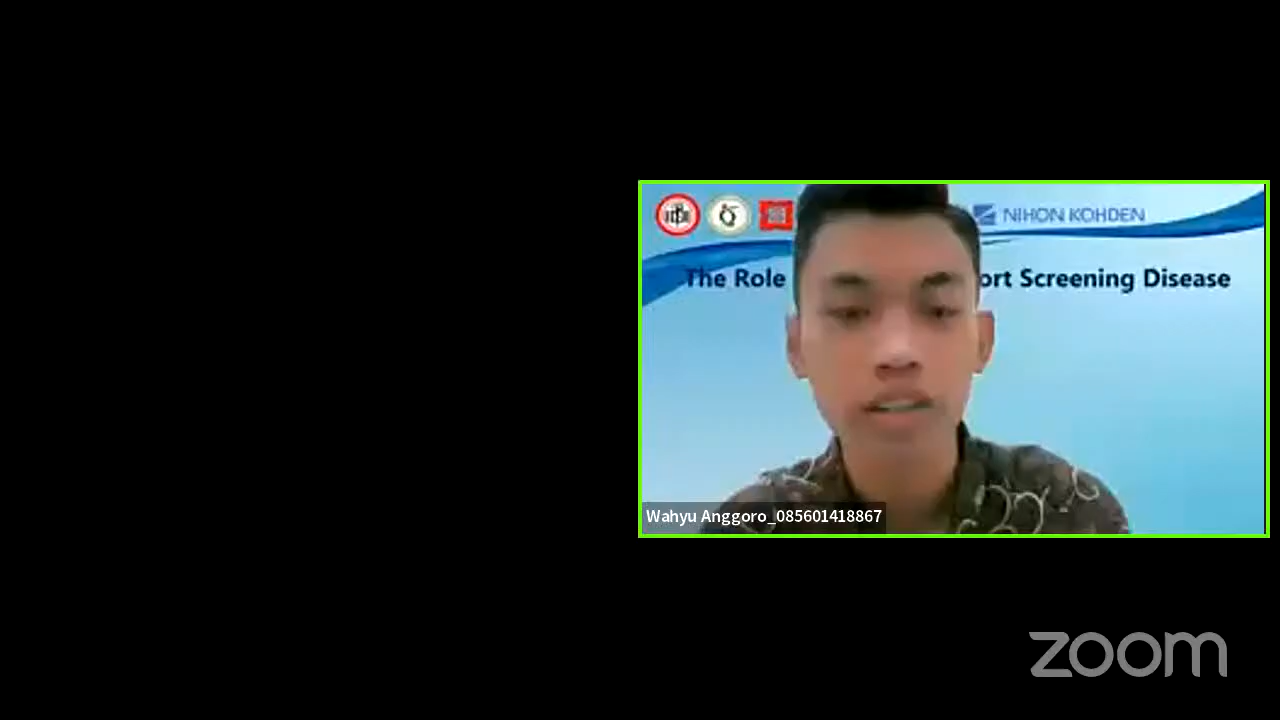 NIHON KOHDEN
The Role ort Screening Disease
Wahyu Anggoro_085601418867
zoom